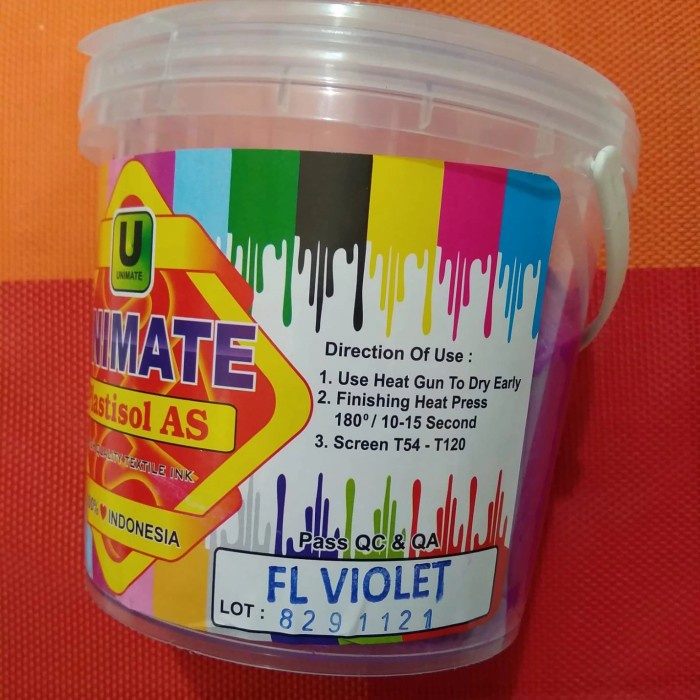 U
UNIMATE
NIMATE
astisol AS
TEXTILE INK
INDONESIA
Direction Of Use :
1. Use Heat Gun To Dry Early
2. Finishing Heat Press
180º / 10-15 Second
3. Screen T54 - T120
Pass QC & QA
FL VIOLET
LOT : 8291121